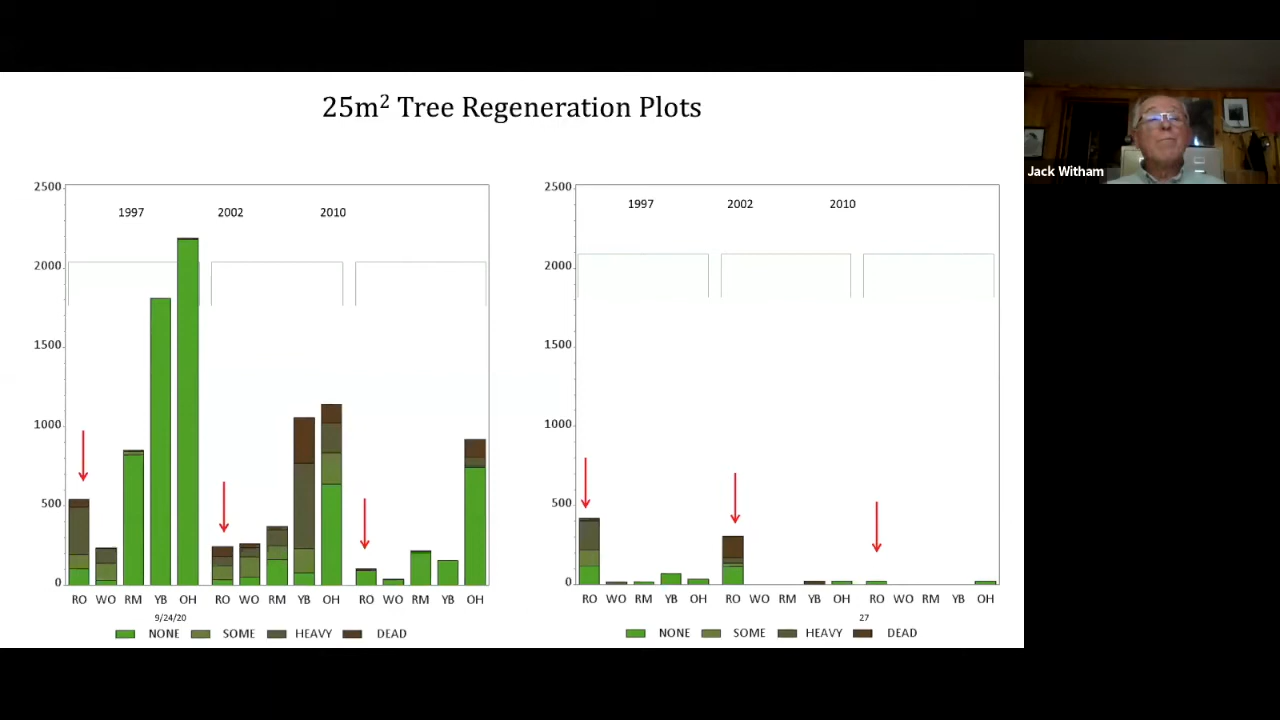 25m² Tree Regeneration Plots
Jack Witham
2500
2000
1500
1000
500
0
1997 2002 2010
RO WO RM YB OH RO WO RM YB OH RO WO RM YB OH
9/24/20
NONE SOME HEAVY DEAD
2500
2000
1500
1000
500
0
1997 2002 2010
RO WO RM YB OH RO WO RM YB OH RO WO RM YB OH
27
NONE SOME HEAVY DEAD